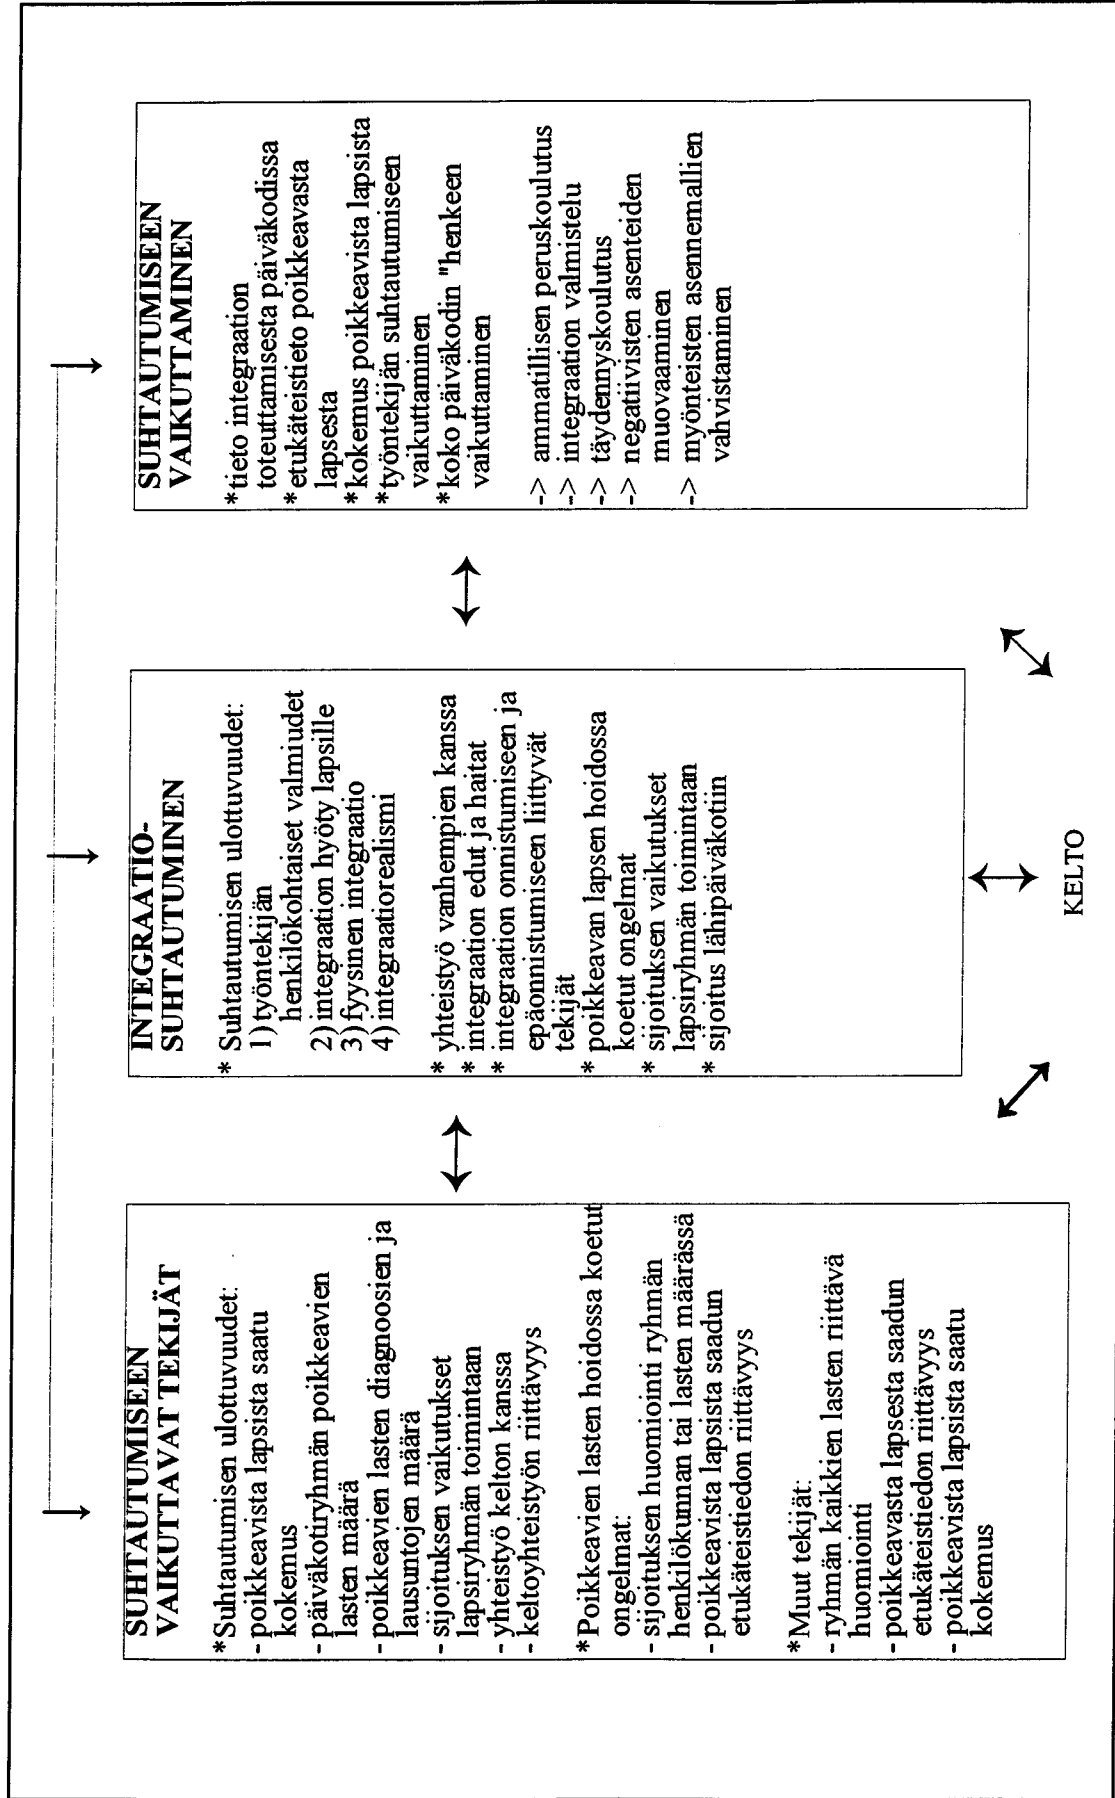 SUHTAUTUMISEEN
VAIKUTTAVAT TEKIJÄT
*Suhtautumisen ulottuvuudet:
- poikkeavista lapsista saatu
kokemus
- päiväkotiryhmän poikkeavien
lasten määrä
- poikkeavien lasten diagnoosien ja
lausuntojen määrä
- sijoituksen vaikutukset
lapsiryhmän toimintaan
- yhteistyö kelton kanssa
- keltoyhteistyön riittävyys
*Poikkeavien lasten hoidossa koetut
ongelmat:
- sijoituksen huomiointi ryhmän
henkilökunnan tai lasten määrässä
- poikkeavista lapsista saadun
etukäteistiedon riittävyys
*Muut tekijät:
- ryhmän kaikkien lasten riittävä
huomiointi
- poikkeavasta lapsesta saadun
etukäteistiedon riittävyys
- poikkeavista lapsista saatu
kokemus
INTEGRAATIO-
SUHTAUTUMINEN
* Suhtautumisen ulottuvuudet:
1) työntekijän
henkilökohtaiset valmiudet
2) integraation hyöty lapsille
3) fyysinen integraatio
4) integraatiorealismi
* yhteistyö vanhempien kanssa
* integraation edut ja haitat
* integraation onnistumiseen ja
epäonnistumiseen liittyvät
tekijät
* poikkeavan lapsen hoidossa
koetut ongelmat
* sijoituksen vaikutukset
lapsiryhmän toimintaan
* sijoitus lähipäiväkotiin
SUHTAUTUMISEEN
VAIKUTTAMINEN
*tieto integraation
toteuttamisesta päiväkodissa
*etukäteistieto poikkeavasta
lapsesta
*kokemus poikkeavista lapsista
*työntekijän suhtautumiseen
vaikuttaminen
*koko päiväkodin "henkeen
vaikuttaminen
-> ammatillisen peruskoulutus
-> integraation valmistelu
-> täydennyskoulutus
-> negatiivisten asenteiden
muovaaminen
-> myönteisten asennemallien
vahvistaminen
KELTO